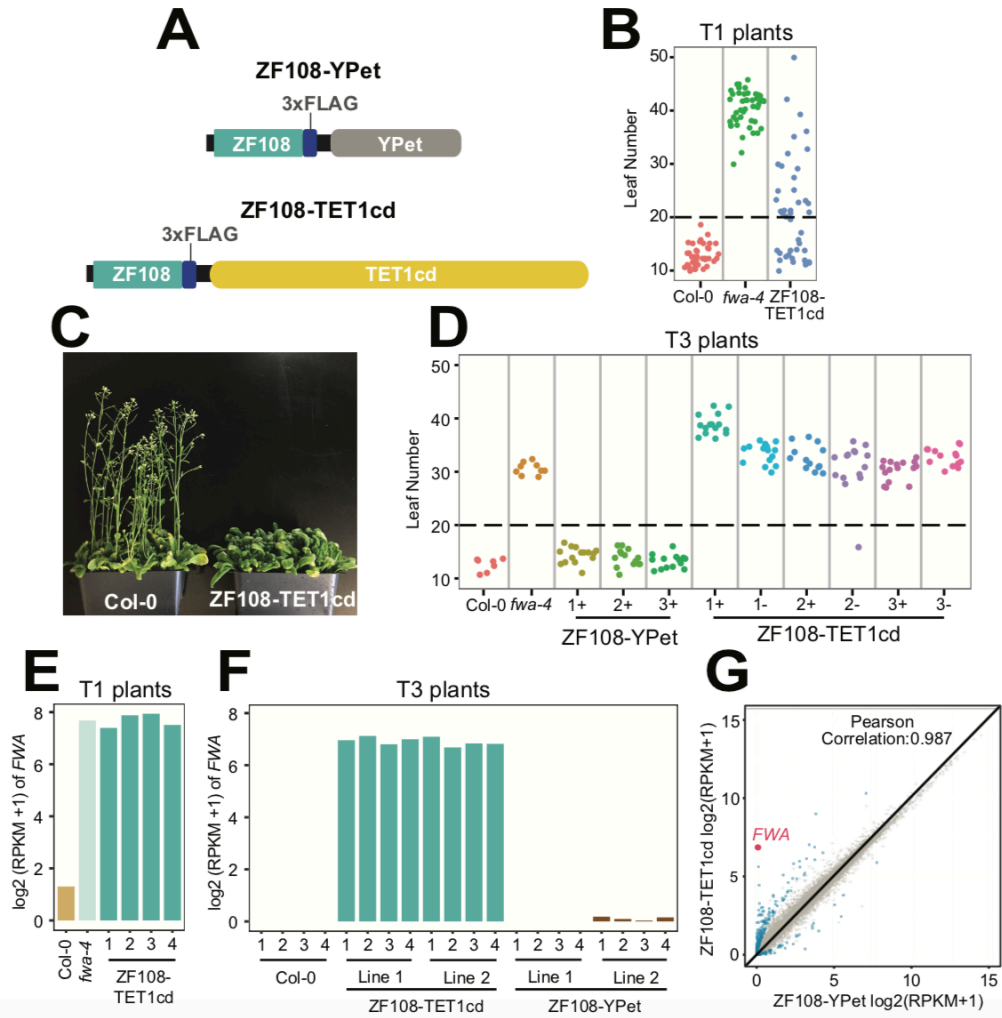 A
ZF108-YPet
3xFLAG
ZF108
YPet
ZF108-TET1cd
3xFLAG
ZF108
TET1cd
B
T1 plants
Leaf Number
50
40
30
20
10
Col-0
fwa-4
ZF108-
TET1cd
C
Col-0
ZF108-TET1cd
D
T3 plants
Leaf Number
50
40
30
20
10
Col-0 fwa-4 1+ 2+ 3+ 1+ 1- 2+ 2- 3+ 3-
ZF108-YPet
ZF108-TET1cd
E
T1 plants
log2 (RPKM +1) of FWA
8
6
4
2
0
Col-0
fwa-4
1 2 3 4
ZF108-
TET1cd
F
T3 plants
log2 (RPKM +1) of FWA
8
6
4
2
0
1 2 3 4 1 2 3 4 1 2 3 4 1 2 3 4 1 2 3 4
Col-0
Line 1
Line 2
Line 1
Line 2
ZF108-TET1cd
ZF108-YPet
G
Pearson
Correlation:0.987
FWA
ZF108-TET1cd log2(RPKM+1)
15
10
5
0
0 5 10 15
ZF108-YPet log2(RPKM+1)